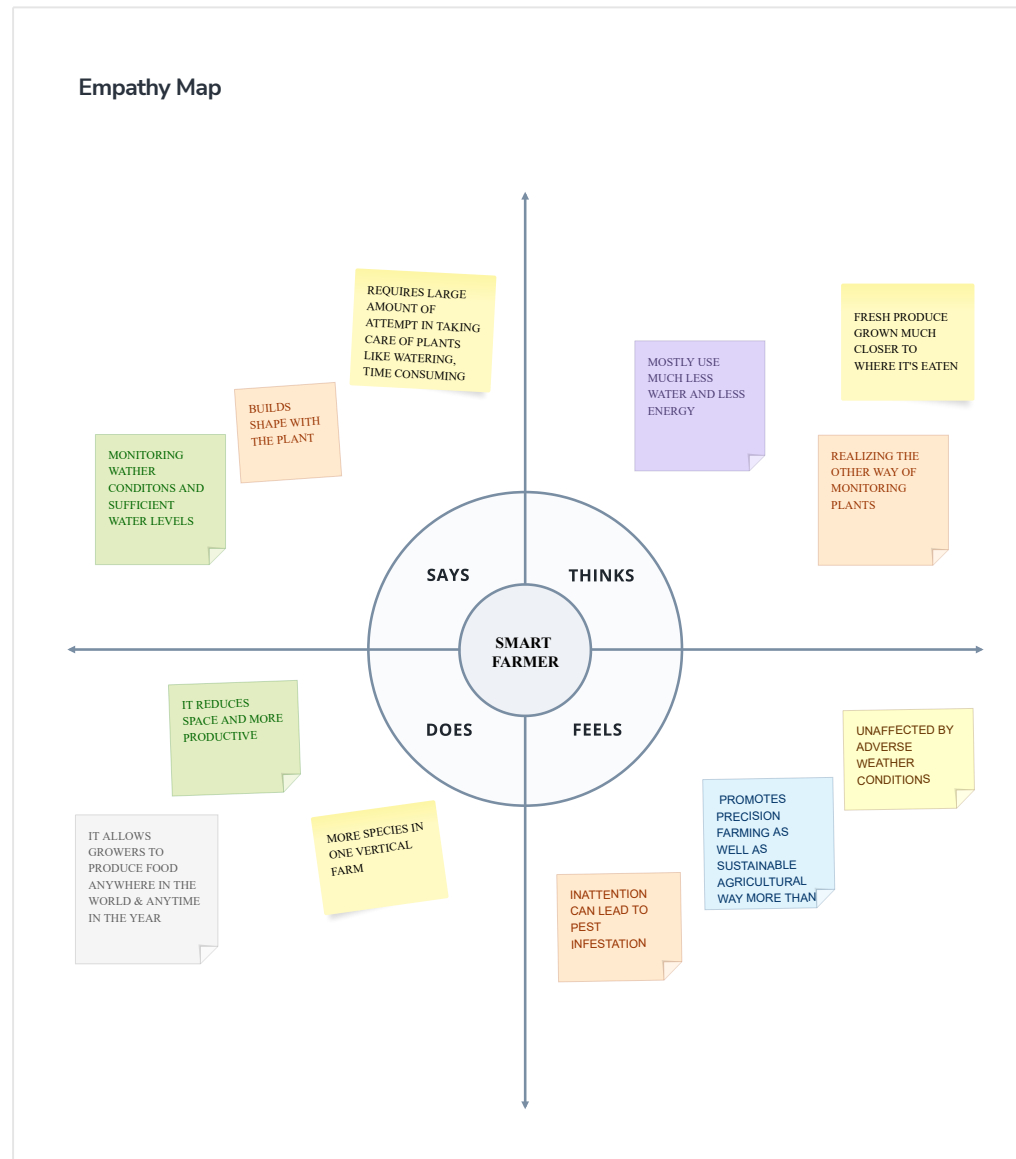 Empathy Map
REQUIRES LARGE
AMOUNT OF
ATTEMPT IN TAKING
CARE OF PLANTS
LIKE WATERING,
TIME CONSUMING
BUILDS
SHAPE WITH
THE PLANT
MONITORING
WATHER
CONDITONS AND
SUFFICIENT
WATER LEVELS
MOSTLY USE
MUCH LESS
WATER AND LESS
ENERGY
FRESH PRODUCE
GROWN MUCH
CLOSER TO
WHERE IT'S EATEN
REALIZING THE
OTHER WAY OF
MONITORING
PLANTS
SAYS
THINKS
SMART
FARMER
DOES
FEELS
IT REDUCES
SPACE AND MORE
PRODUCTIVE
IT ALLOWS
GROWERS TO
PRODUCE FOOD
ANYWHERE IN THE
WORLD & ANYTIME
IN THE YEAR
MORE SPECIES IN
ONE VERTICAL
FARM
INATTENTION
CAN LEAD TO
PEST
INFESTATION
PROMOTES
PRECISION
FARMING AS
WELL AS
SUSTAINABLE
AGRICULTURAL
WAY MORE THAN
UNAFFECTED BY
ADVERSE
WEATHER
CONDITIONS